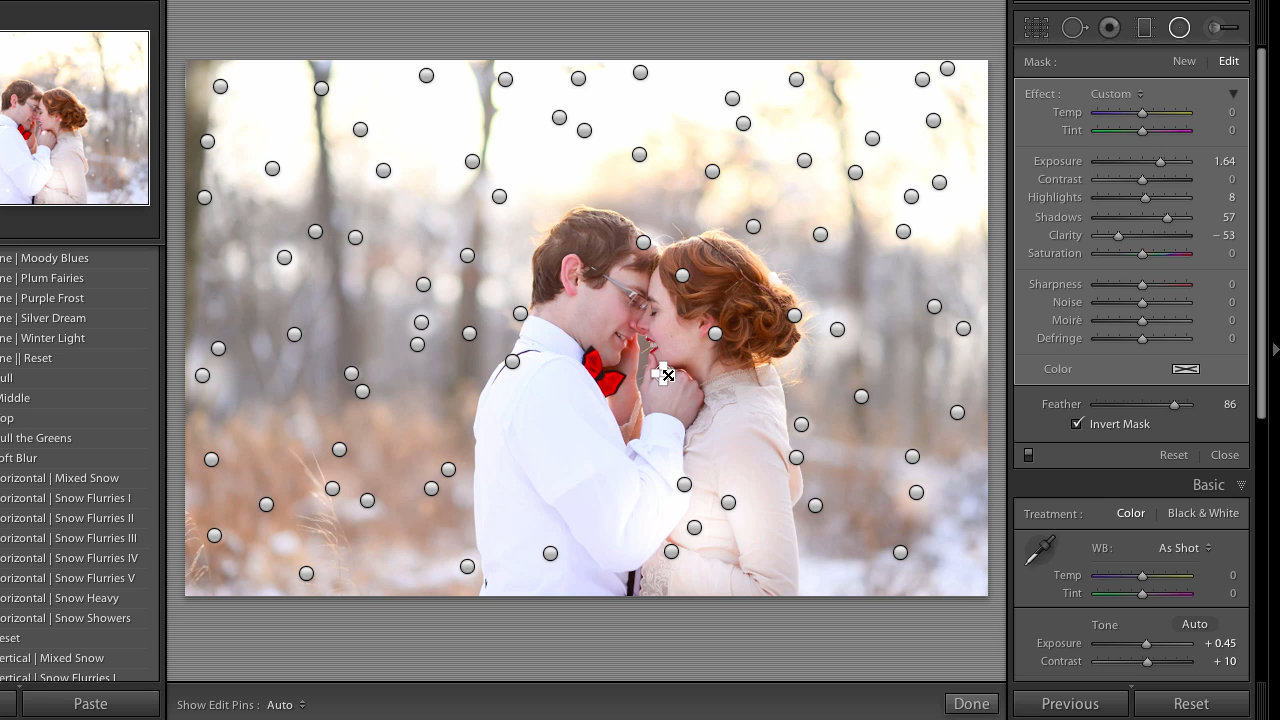 ne | Moody Blues
ne | Plum Fairies
ne | Purple Frost
ne | Silver Dream
ne | Winter Light
ne || Reset
ull
Middle
op
ull the Greens
oft Blur
orizontal | Mixed Snow
orizontal | Snow Flurries I
orizontal | Snow Flurries II
orizontal | Snow Flurries III
orizontal | Snow Flurries IV
orizontal | Snow Flurries V
orizontal | Snow Heavy
orizontal | Snow Showers
eset
ertical | Mixed Snow
ertical | Snow Flurries I
Paste
Show Edit Pins : Auto
Done
Mask : New | Edit
Effect : Custom
Temp 0
Tint 0
Exposure 1.64
Contrast 0
Highlights 8
Shadows 57
Clarity – 53
Saturation 0
Sharpness 0
Noise 0
Moiré 0
Defringe 0
Color
Feather 86
Invert Mask
Reset Close
Basic
Treatment : Color | Black & White
WB : As Shot
Temp 0
Tint 0
Tone Auto
Exposure + 0.45
Contrast + 10
Previous Reset